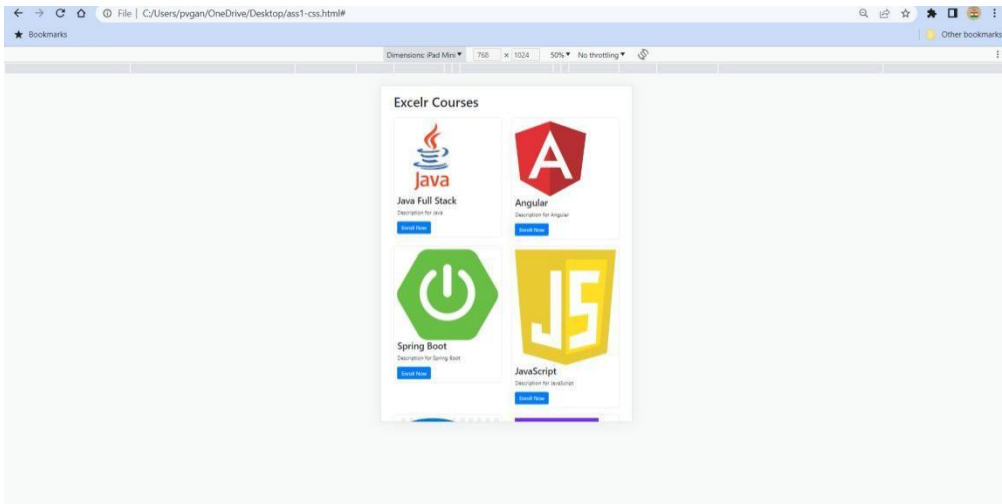 File | C:/Users/pvgan/OneDrive/Desktop/ass1-css.html#
Bookmarks
Other bookmarks
Dimensions: iPad Mini 768 × 1024 50% No throttling
Excelr Courses
Java
Java Full Stack
Description for Java
Enroll Now
A
Angular
Description for Angular
Enroll Now
Spring Boot
Description for Spring Boot
Enroll Now
JS
JavaScript
Description for JavaScript
Enroll Now